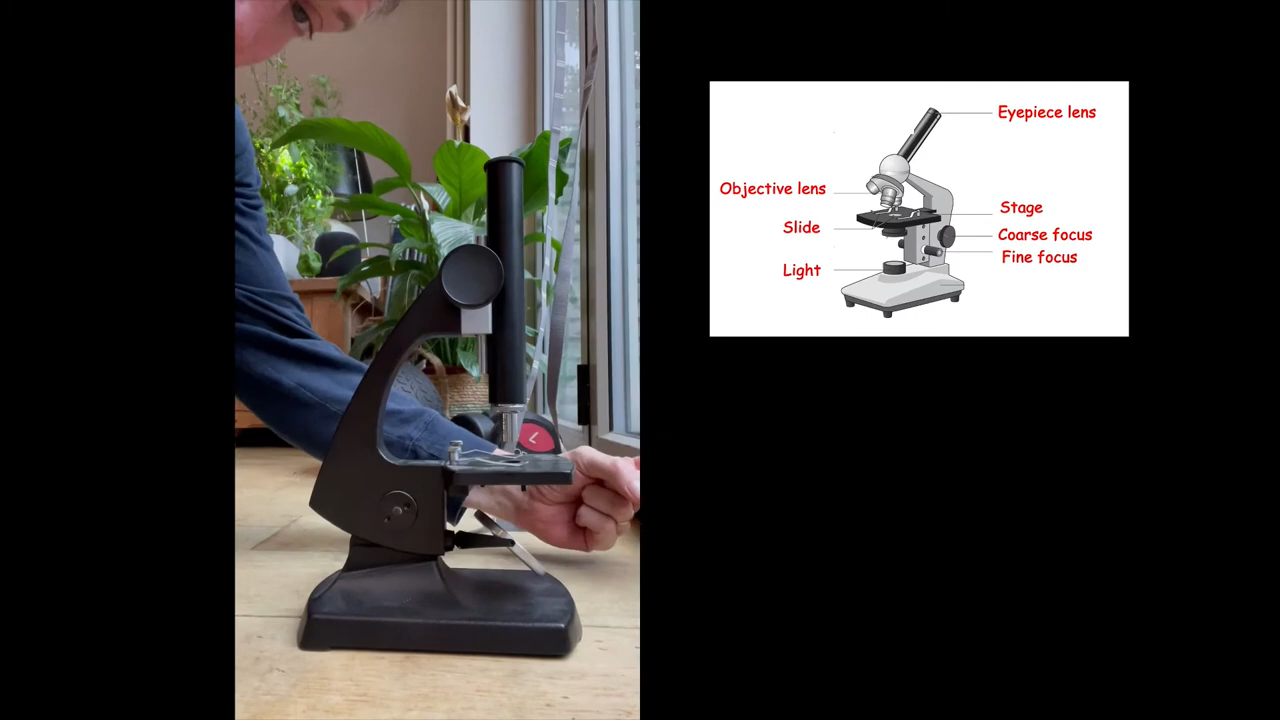 Eyepiece lens
Objective lens
Stage
Slide
Coarse focus
Fine focus
Light